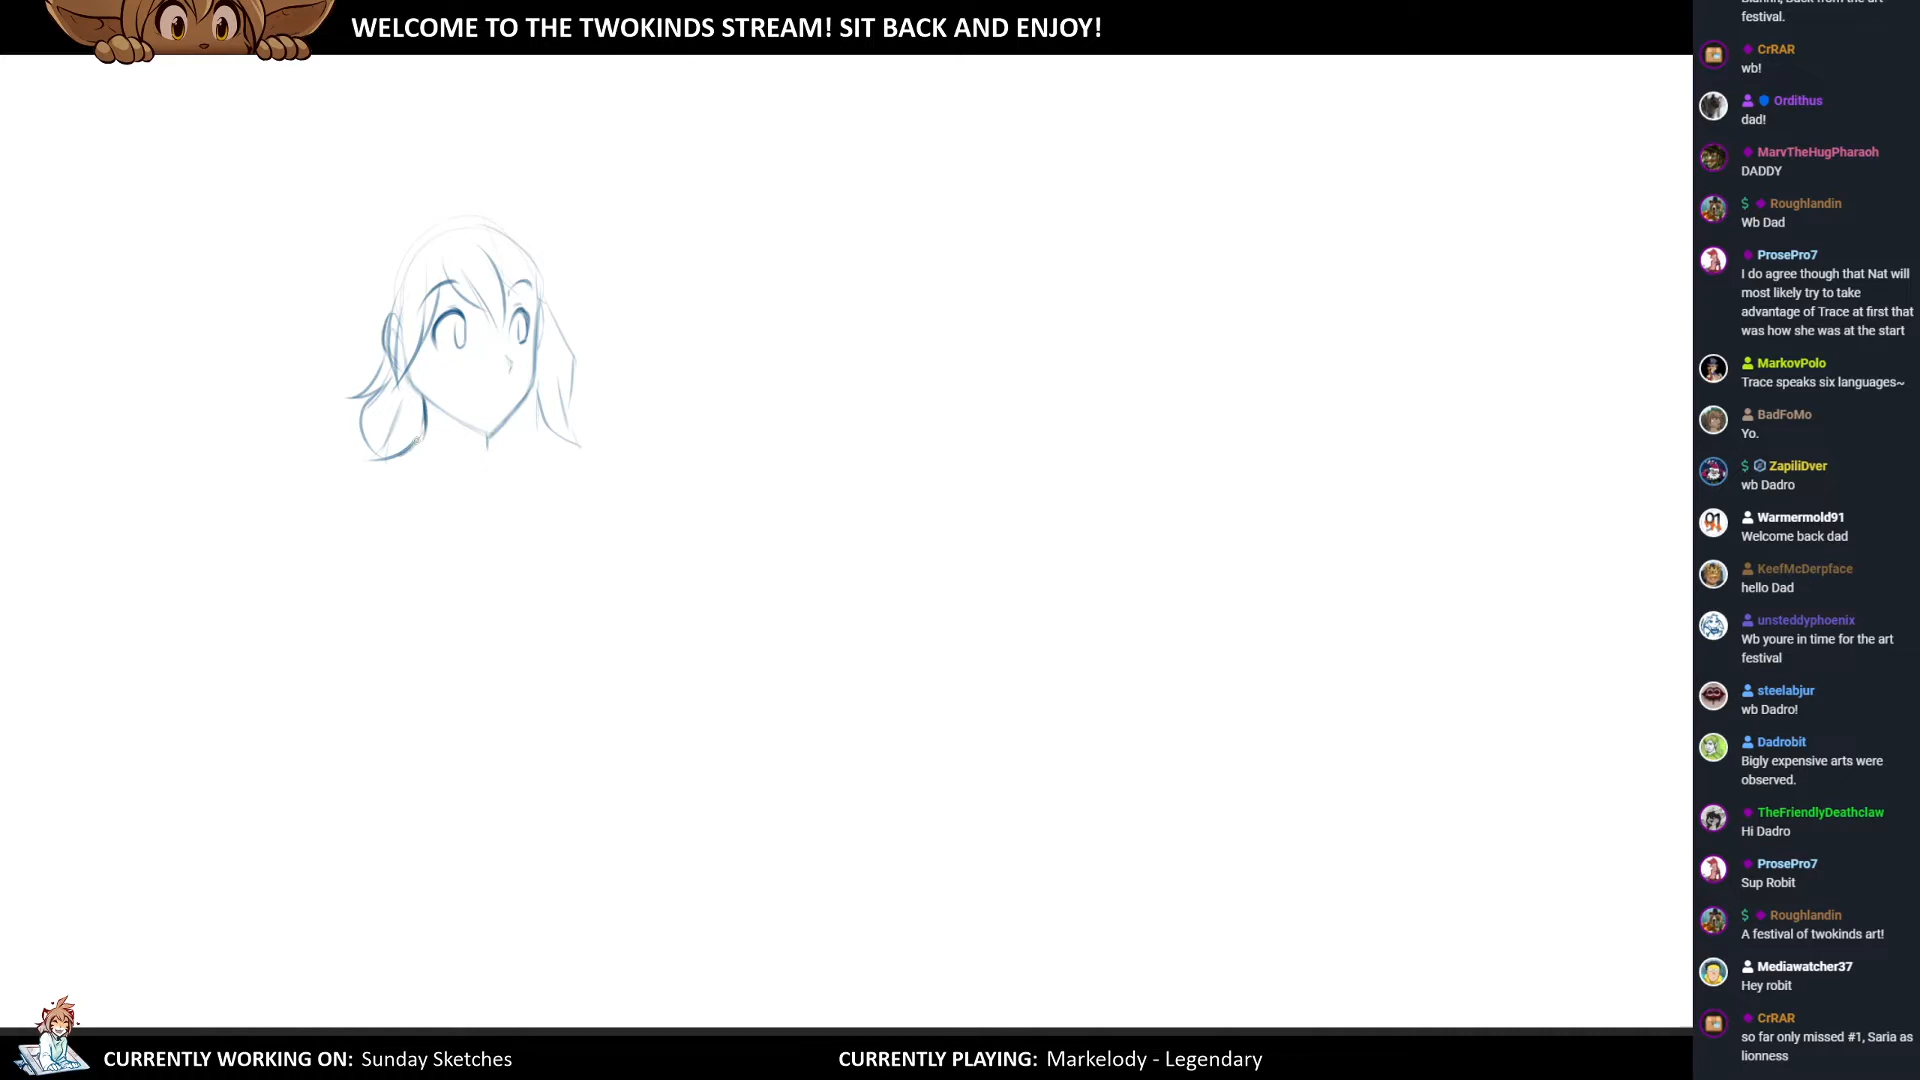 WELCOME TO THE TWOKINDS STREAM! SIT BACK AND ENJOY!
festival.
CrRAR
wb!
Ordithus
dad!
MarvTheHugPharaoh
DADDY
$ Roughlandin
Wb Dad
ProsePro7
I do agree though that Nat will
most likely try to take
advantage of Trace at first that
was how she was at the start
MarkovPolo
Trace speaks six languages~
BadFoMo
Yo.
$ ZapiliDver
wb Dadro
Warmermold91
Welcome back dad
KeefMcDerpface
hello Dad
unsteddyphoenix
Wb youre in time for the art
festival
steelabjur
wb Dadro!
Dadrobit
Bigly expensive arts were
observed.
TheFriendlyDeathclaw
Hi Dadro
ProsePro7
Sup Robit
$ Roughlandin
A festival of twokinds art!
Mediawatcher37
Hey robit
CrRAR
so far only missed #1, Saria as
lionness
CURRENTLY WORKING ON: Sunday Sketches
CURRENTLY PLAYING: Markelody - Legendary